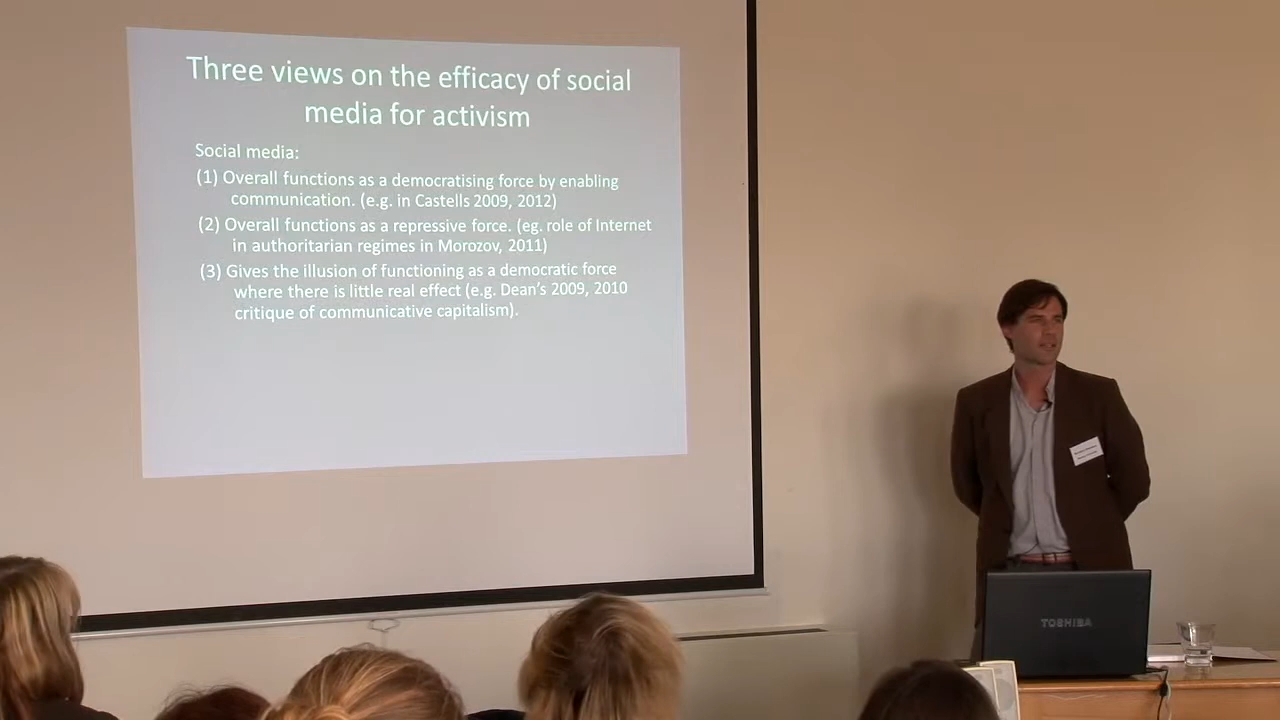 Three views on the efficacy of social
media for activism
Social media:
(1) Overall functions as a democratising force by enabling
communication. (e.g. in Castells 2009, 2012)
(2) Overall functions as a repressive force. (eg. role of Internet
in authoritarian regimes in Morozov, 2011)
(3) Gives the illusion of functioning as a democratic force
where there is little real effect (e.g. Dean's 2009, 2010
critique of communicative capitalism).
TOSHIBA